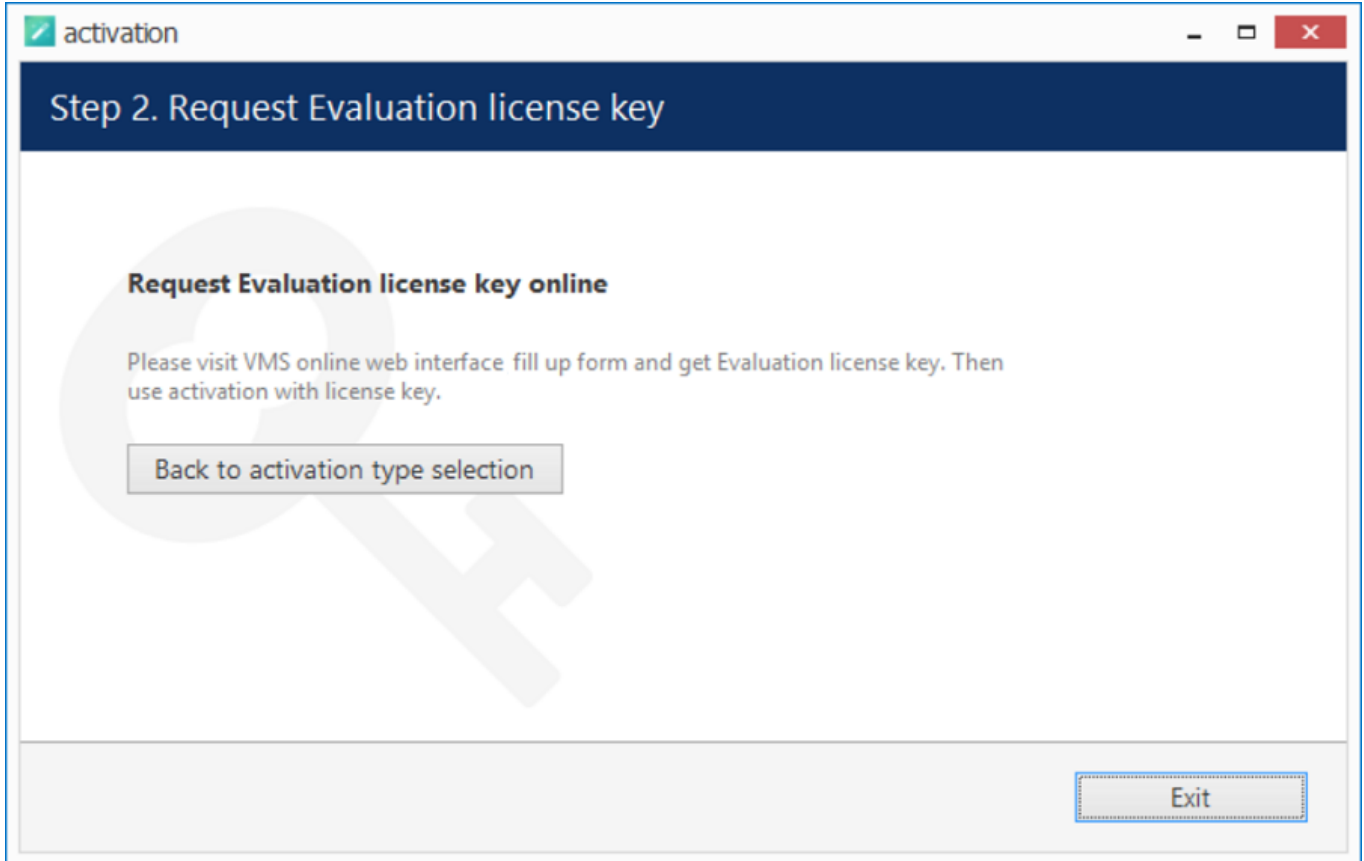 activation
Step 2. Request Evaluation license key
Request Evaluation license key online
Please visit VMS online web interface fill up form and get Evaluation license key. Then
use activation with license key.
Back to activation type selection
Exit